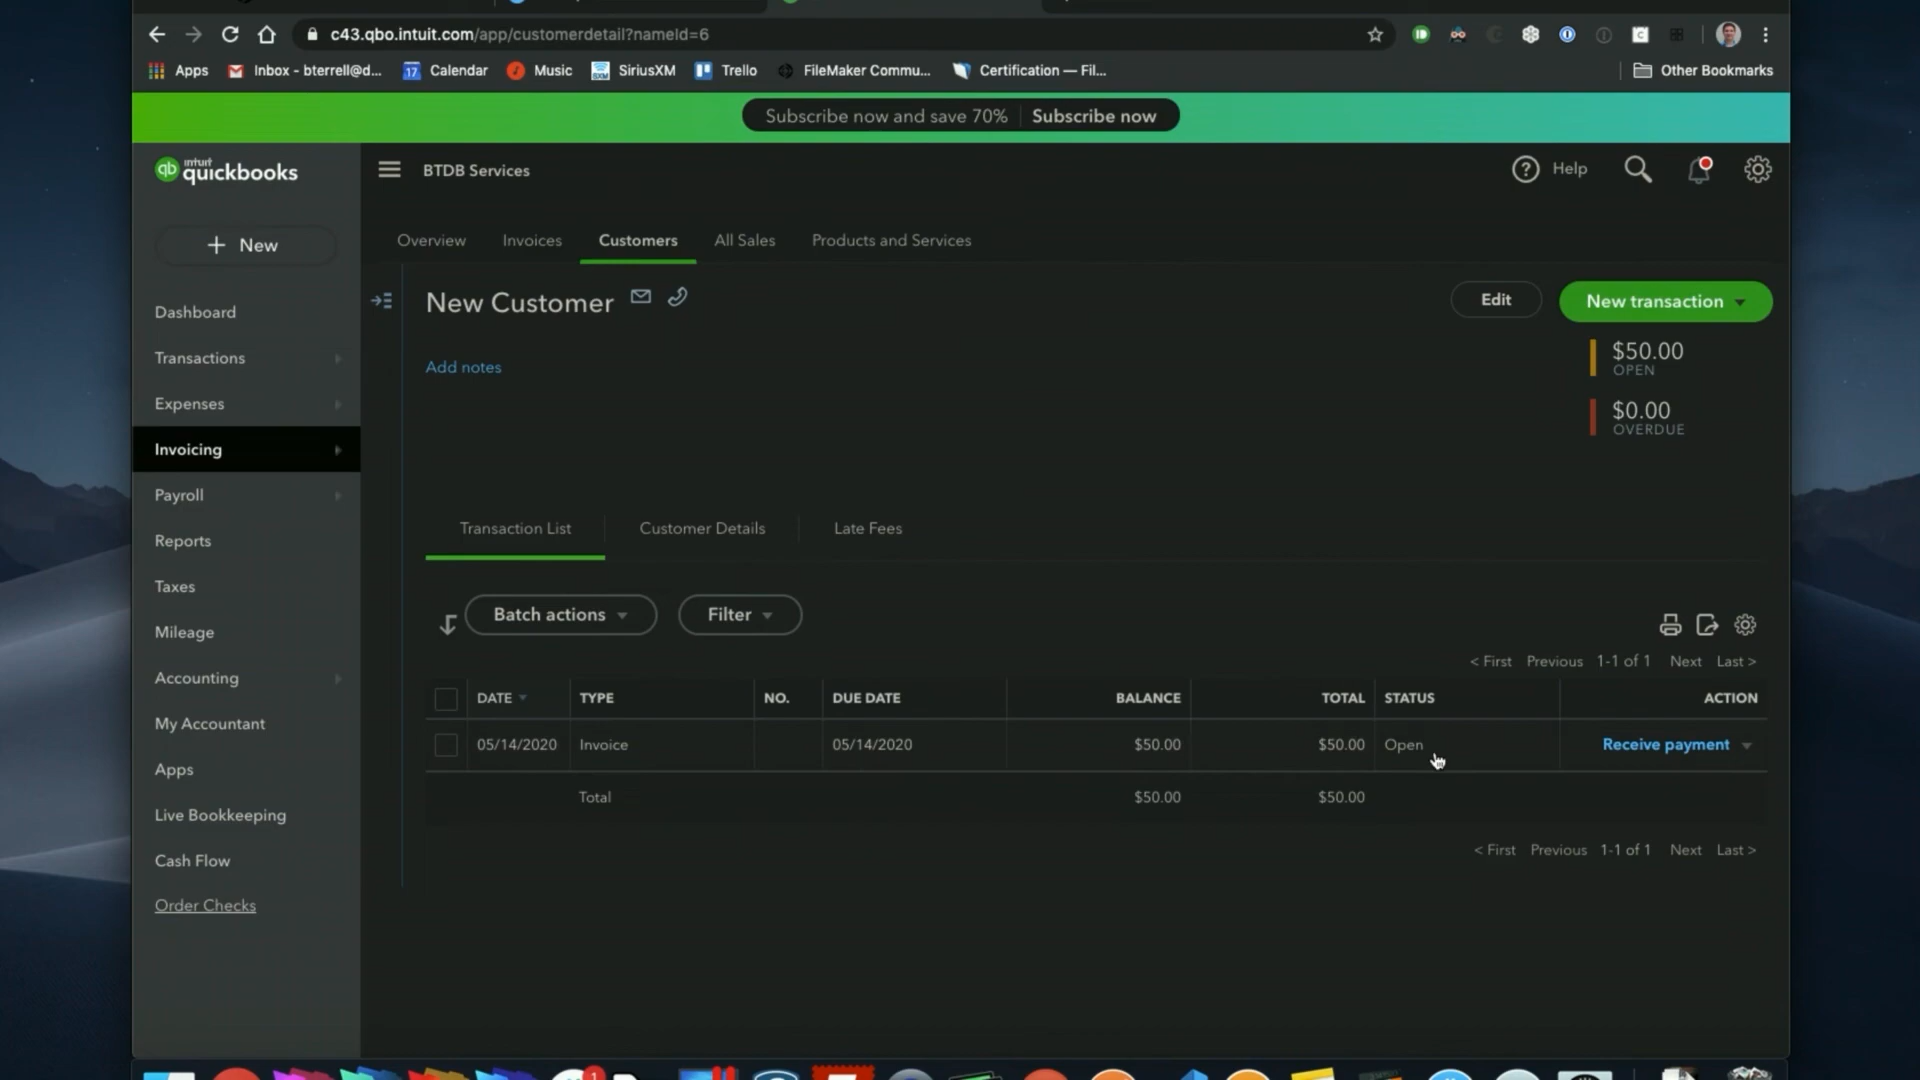 c43.qbo.intuit.com/app/customerdetail?nameId=6
Apps
Inbox - bterrell@d...
17
Calendar
Music
SXM
SiriusXM
Trello
FileMaker Commu...
Certification — Fil...
Other Bookmarks
Subscribe now and save 70%
Subscribe now
qb
intuit
quickbooks
BTDB Services
? Help
+ New
Overview
Invoices
Customers
All Sales
Products and Services
Dashboard
Transactions
Expenses
Invoicing
Payroll
Reports
Taxes
Mileage
Accounting
My Accountant
Apps
Live Bookkeeping
Cash Flow
Order Checks
New Customer
Edit
New transaction
Add notes
$50.00
OPEN
$0.00
OVERDUE
Transaction List
Customer Details
Late Fees
Batch actions
Filter
< First Previous 1-1 of 1 Next Last >
DATE TYPE NO. DUE DATE BALANCE TOTAL STATUS ACTION
05/14/2020 Invoice 05/14/2020 $50.00 $50.00 Open Receive payment
Total $50.00 $50.00
< First Previous 1-1 of 1 Next Last >
1